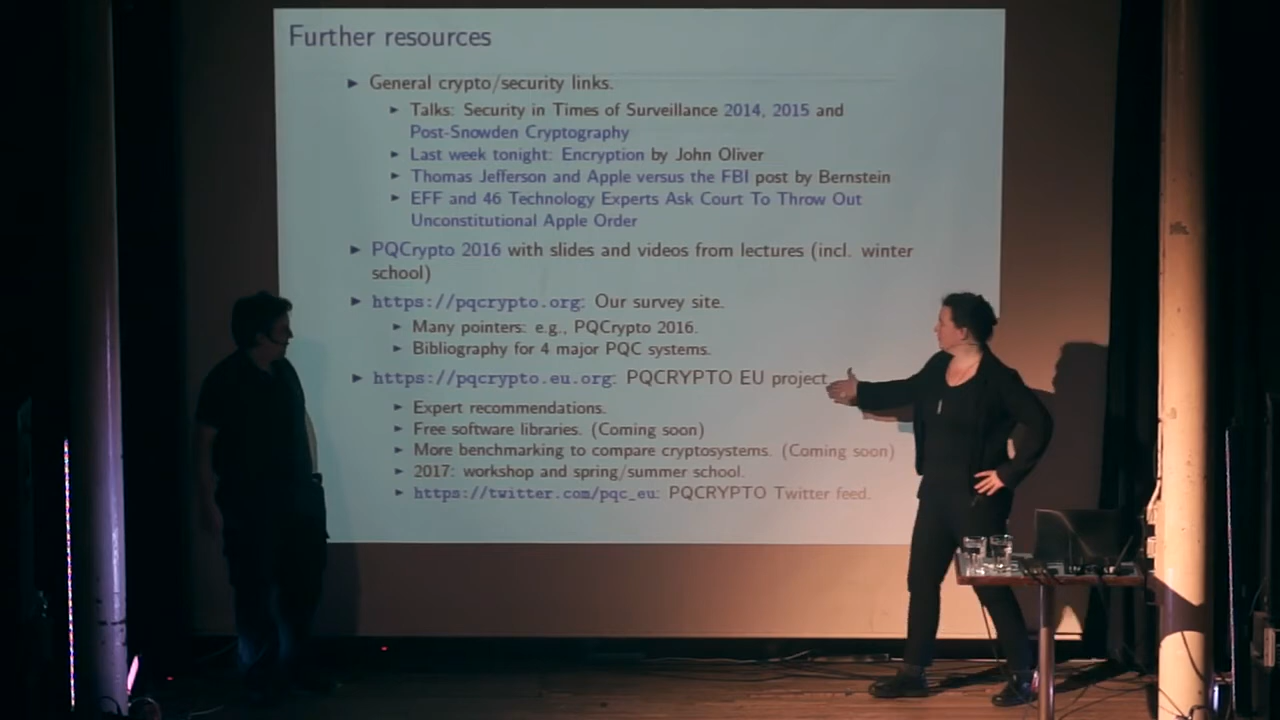 Further resources
General crypto/security links.
Talks: Security in Times of Surveillance 2014, 2015 and
Post-Snowden Cryptography
Last week tonight: Encryption by John Oliver
Thomas Jefferson and Apple versus the FBI post by Bernstein
EFF and 46 Technology Experts Ask Court To Throw Out
Unconstitutional Apple Order
PQCrypto 2016 with slides and videos from lectures (incl. winter
school)
https://pqcrypto.org: Our survey site.
Many pointers: e.g., PQCrypto 2016.
Bibliography for 4 major PQC systems.
https://pqcrypto.eu.org: PQCRYPTO EU project
Expert recommendations.
Free software libraries. (Coming soon)
More benchmarking to compare cryptosystems. (Coming soon)
2017: workshop and spring/summer school.
https://twitter.com/pqc_eu: PQCRYPTO Twitter feed.